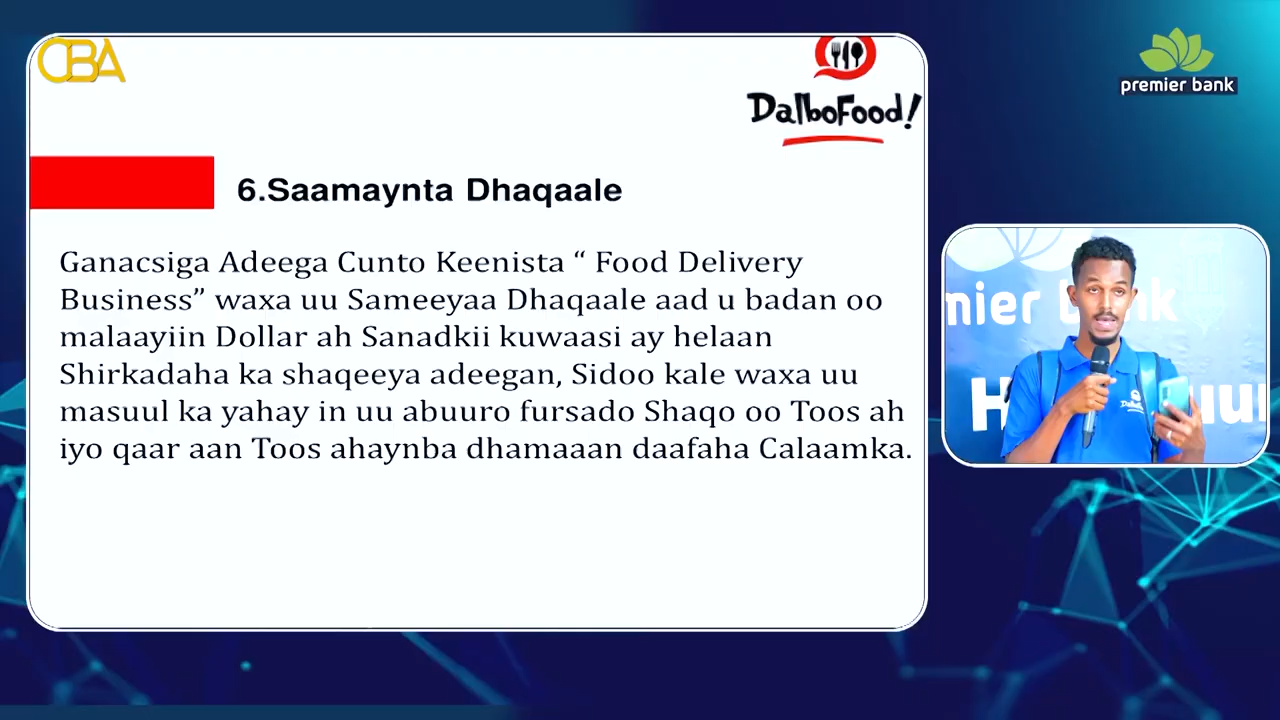 CBA
DalboFood!
premier bank
6.Saamaynta Dhaqaale
Ganacsiga Adeega Cunto Keenista “ Food Delivery
Business” waxa uu Sameeyaa Dhaqaale aad u badan oo
malaayiin Dollar ah Sanadkii kuwaasi ay helaan
Shirkadaha ka shaqeeya adeegan, Sidoo kale waxa uu
masuul ka yahay in uu abuuro fursado Shaqo oo Toos ah
iyo qaar aan Toos ahaynba dhamaaan daafaha Calaamka.
mier b nk